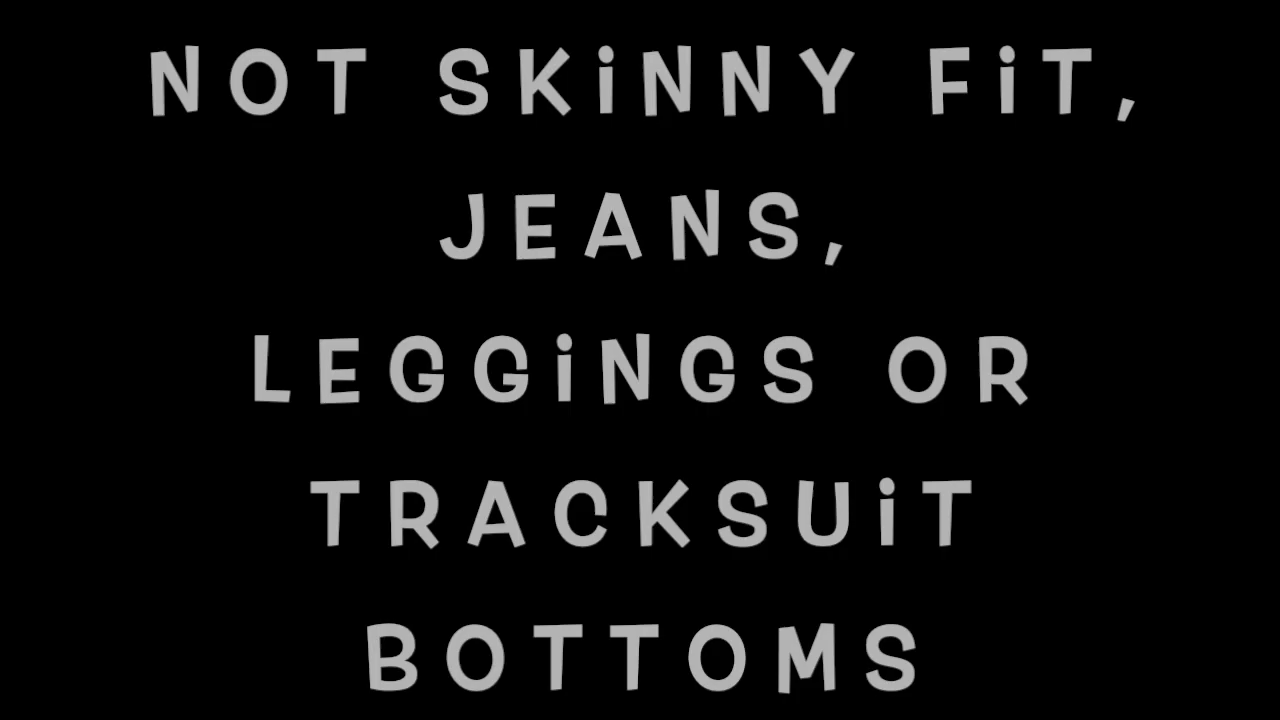 NOT SKiNNY FiT,
JEANS,
LEGGiNGS OR
TRACKSUiT
BOTTOMS